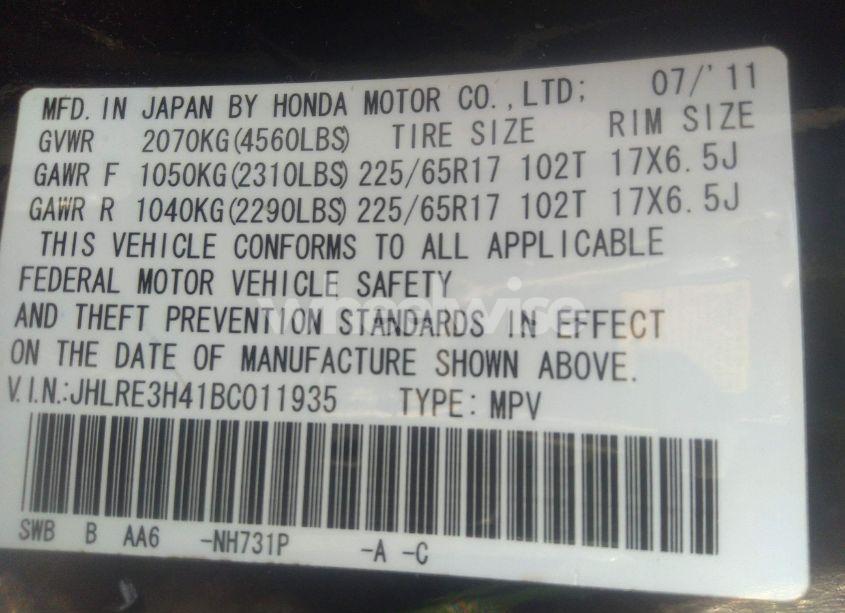 MFD. IN JAPAN BY HONDA MOTOR CO., LTD; 07/'11
GVWR 2070KG(4560LBS) TIRE SIZE RIM SIZE
GAWR F 1050KG(2310LBS) 225/65R17 102T 17X6.5J
GAWR R 1040KG(2290LBS) 225/65R17 102T 17X6.5J
THIS VEHICLE CONFORMS TO ALL APPLICABLE
FEDERAL MOTOR VEHICLE SAFETY
AND THEFT PREVENTION STANDARDS IN EFFECT
ON THE DATE OF MANUFACTURE SHOWN ABOVE.
V.I.N.:JHLRE3H41BC011935 TYPE: MPV
SWB B AA6 -NH731P -A -C
wheelwise